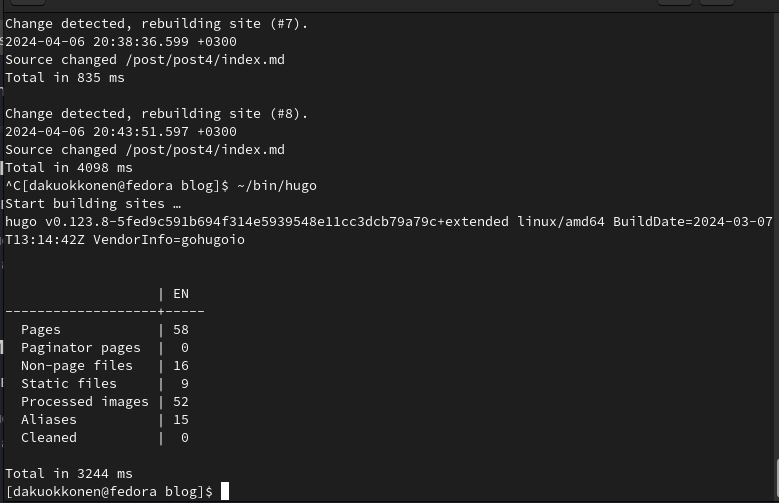 Change detected, rebuilding site (#7).
2024-04-06 20:38:36.599 +0300
Source changed /post/post4/index.md
Total in 835 ms

Change detected, rebuilding site (#8).
2024-04-06 20:43:51.597 +0300
Source changed /post/post4/index.md
Total in 4098 ms
^C[dakuokkonen@fedora blog]$ ~/bin/hugo
Start building sites …
hugo v0.123.8-5fed9c591b694f314e5939548e11cc3dcb79a79c+extended linux/amd64 BuildDate=2024-03-07
T13:14:42Z VendorInfo=gohugoio

                   | EN
-------------------+-----
  Pages            | 58
  Paginator pages  |  0
  Non-page files   | 16
  Static files     |  9
  Processed images | 52
  Aliases          | 15
  Cleaned          |  0

Total in 3244 ms
[dakuokkonen@fedora blog]$